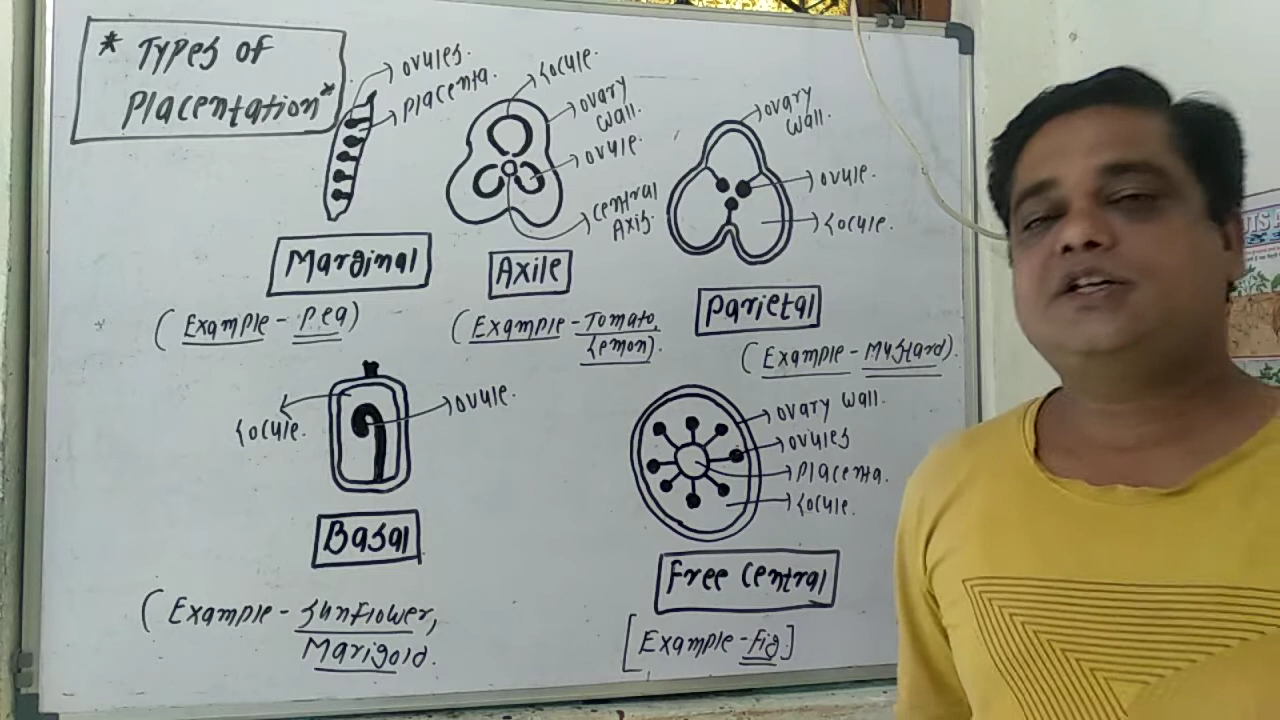 * Types of
Placentation*
ovules.
Placenta.
Marginal
(Example - Pea)
Locule.
Ovary
Wall.
Ovule.
Central
Axis.
Axile
(Example - Tomato,
Lemon).
Ovary
Wall.
Ovule.
Locule.
Parietal
(Example - Mustard).
Locule.
Ovule.
Basal
(Example - Sunflower,
Marigold.
Ovary Wall.
Ovules
Placenta.
Locule.
Free Central
[Example - Fig]